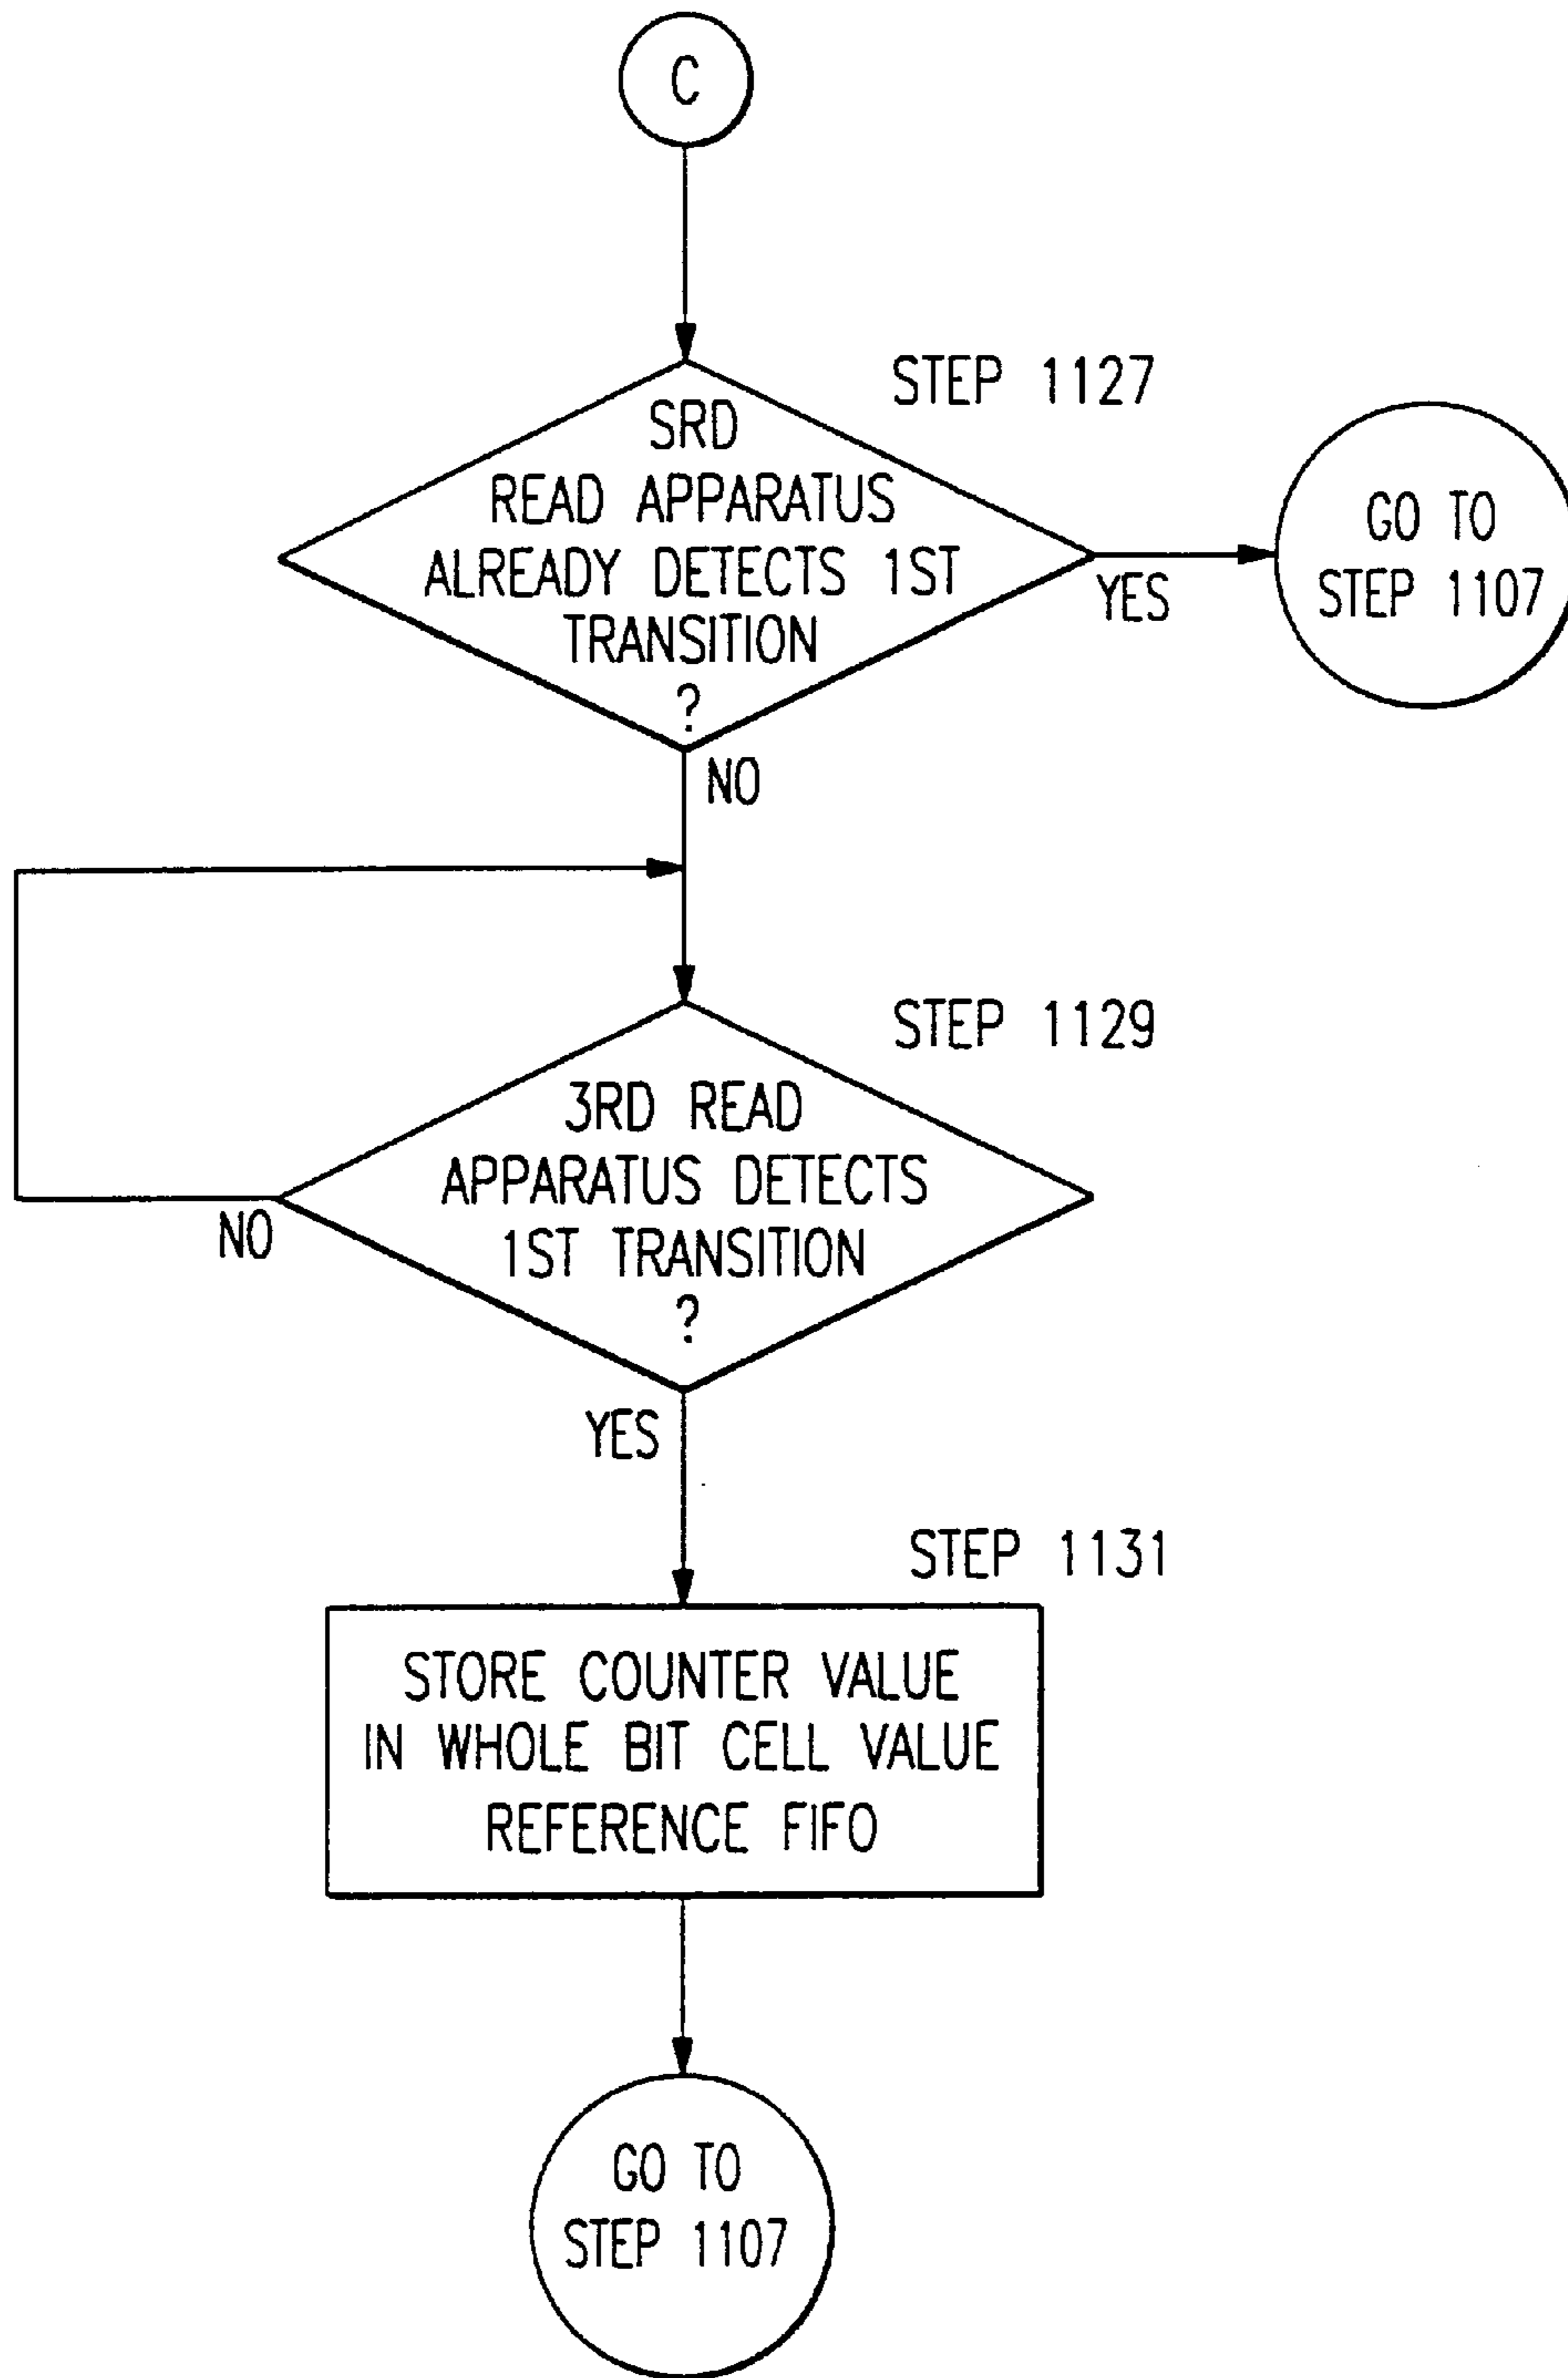 C
STEP 1127
SRD
READ APPARATUS
ALREADY DETECTS 1ST
TRANSITION
?
YES
GO TO
STEP 1107
NO
STEP 1129
3RD READ
APPARATUS DETECTS
1ST TRANSITION
?
NO
YES
STEP 1131
STORE COUNTER VALUE
IN WHOLE BIT CELL VALUE
REFERENCE FIFO
GO TO
STEP 1107